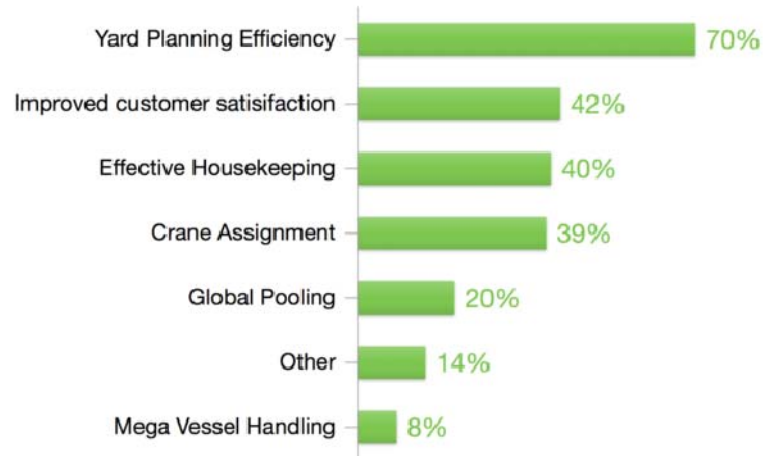 Yard Planning Efficiency 70%
Improved customer satisifaction 42%
Effective Housekeeping 40%
Crane Assignment 39%
Global Pooling 20%
Other 14%
Mega Vessel Handling 8%